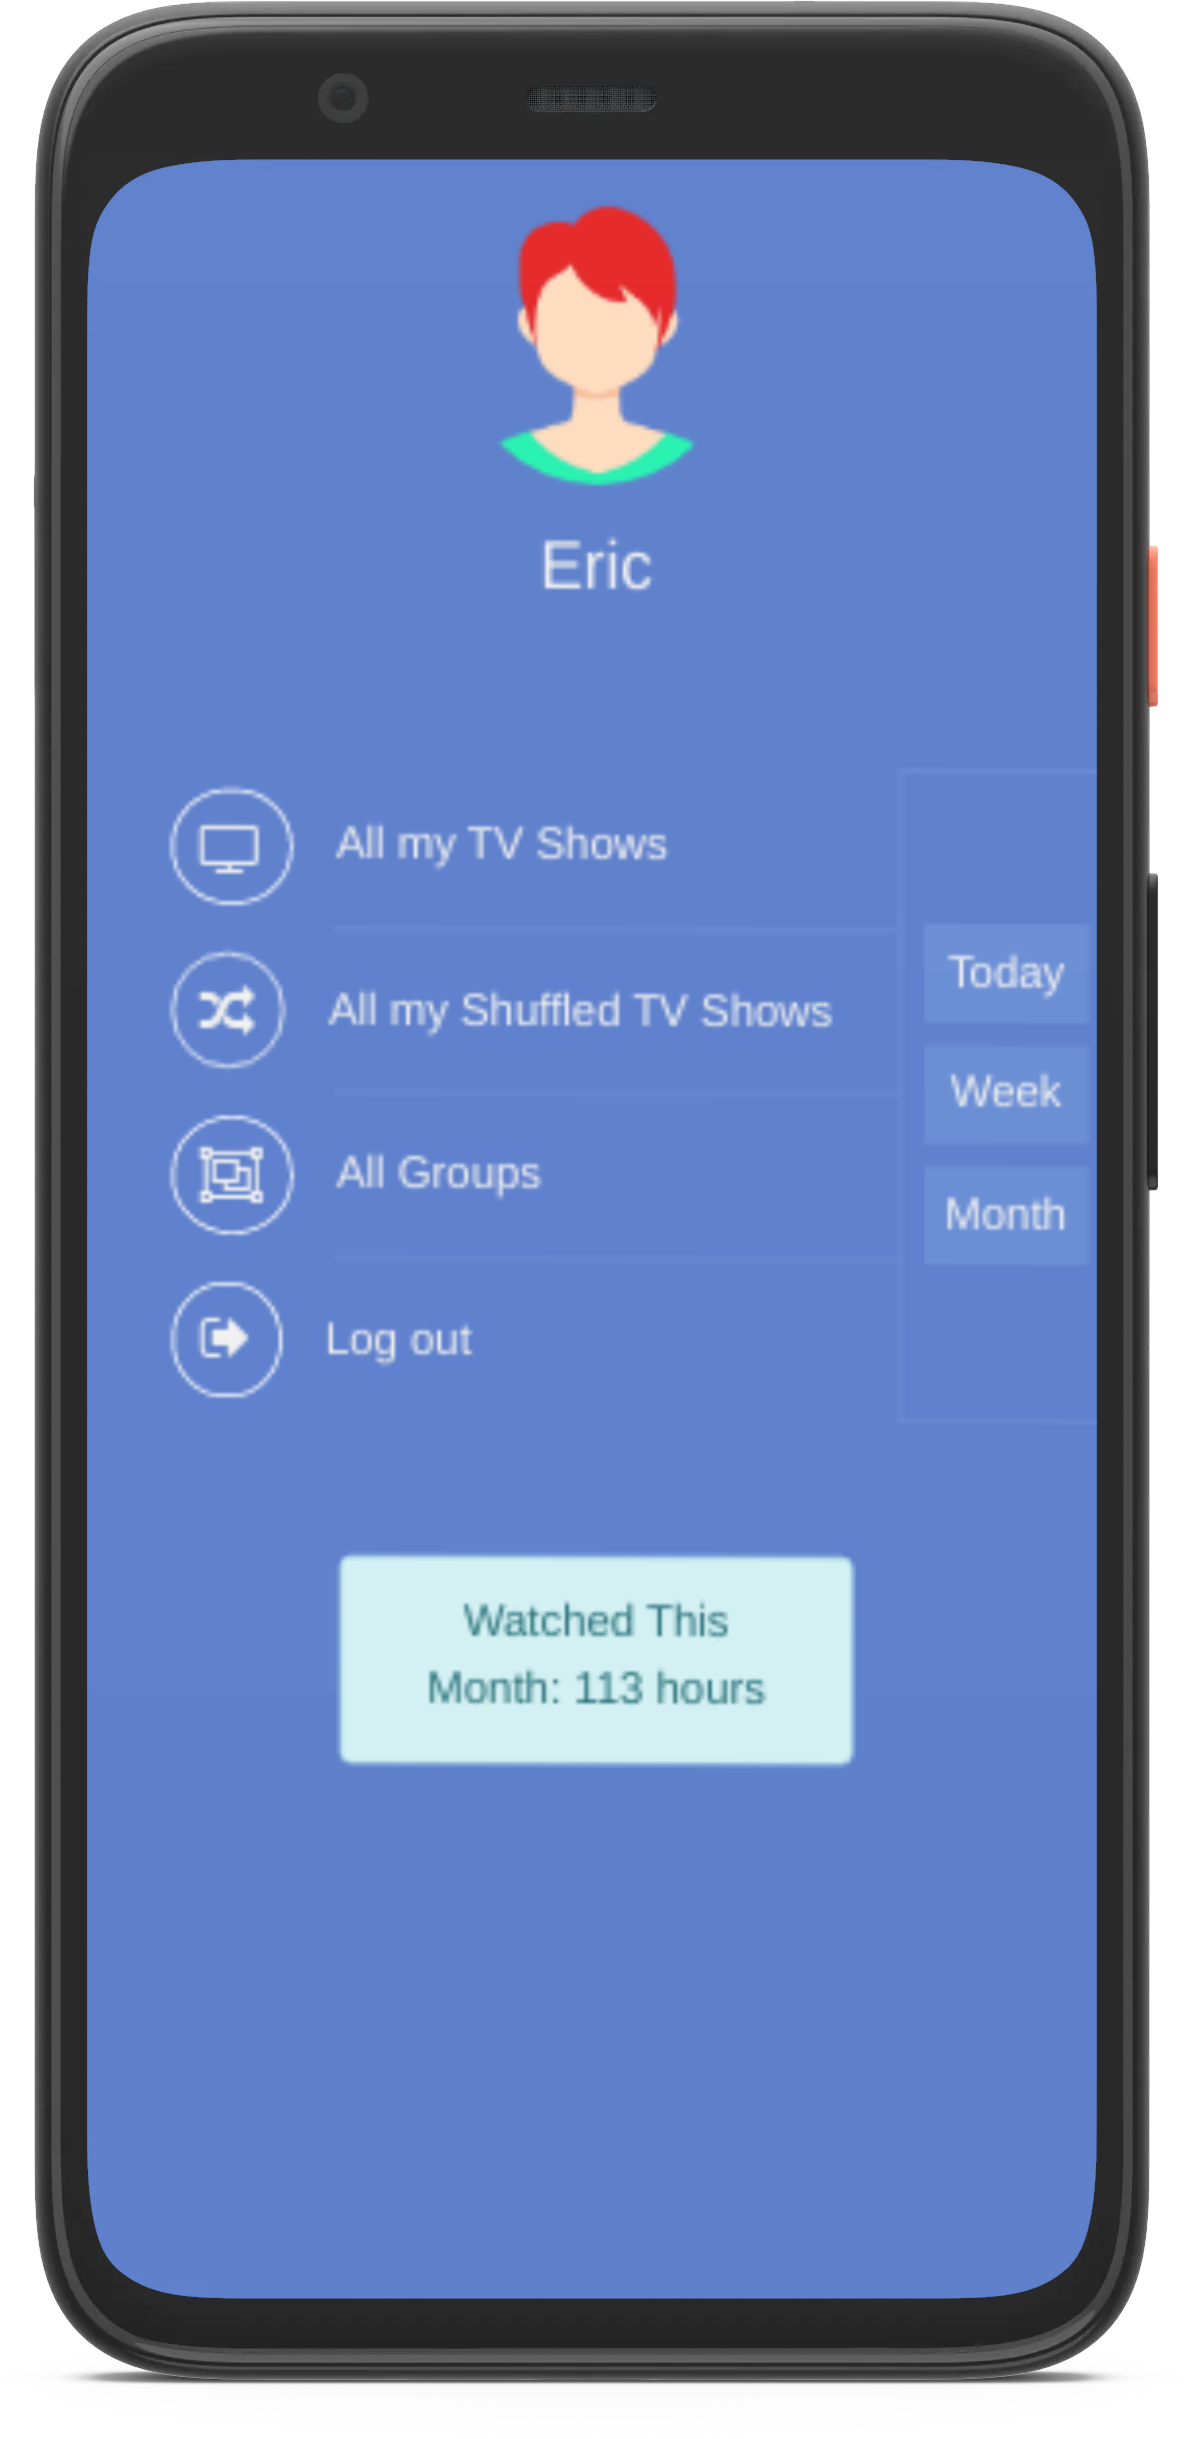 Eric
All my TV Shows
All my Shuffled TV Shows
All Groups
Log out
Today
Week
Month
Watched This
Month: 113 hours